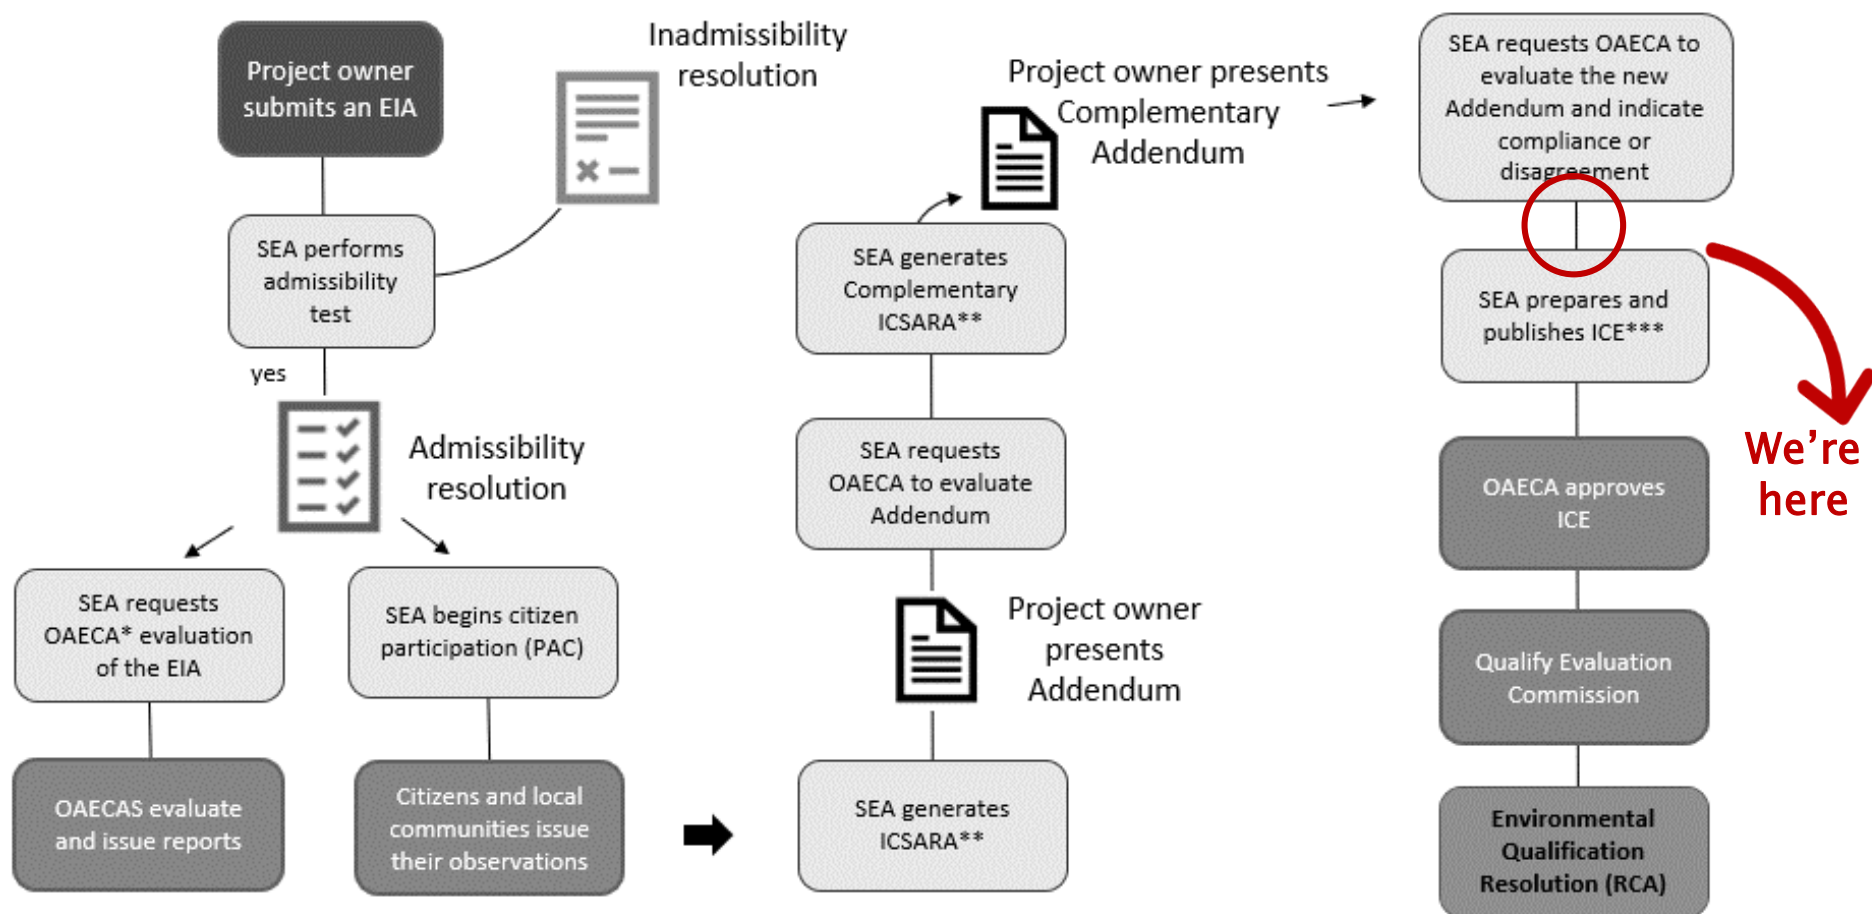 Project owner
submits an EIA
Inadmissibility
resolution
SEA performs
admissibility
test
yes
Admissibility
resolution
SEA requests
OAECA* evaluation
of the EIA
SEA begins citizen
participation (PAC)
OAECAS evaluate
and issue reports
Citizens and local
communities issue
their observations
Project owner presents
Complementary
Addendum
SEA generates
Complementary
ICSARA**
SEA requests
OAECA to evaluate
Addendum
Project owner
presents
Addendum
SEA generates
ICSARA**
SEA requests OAECA to
evaluate the new
Addendum and indicate
compliance or
disagreement
SEA prepares and
publishes ICE***
We're
here
OAECA approves
ICE
Qualify Evaluation
Commission
Environmental
Qualification
Resolution (RCA)